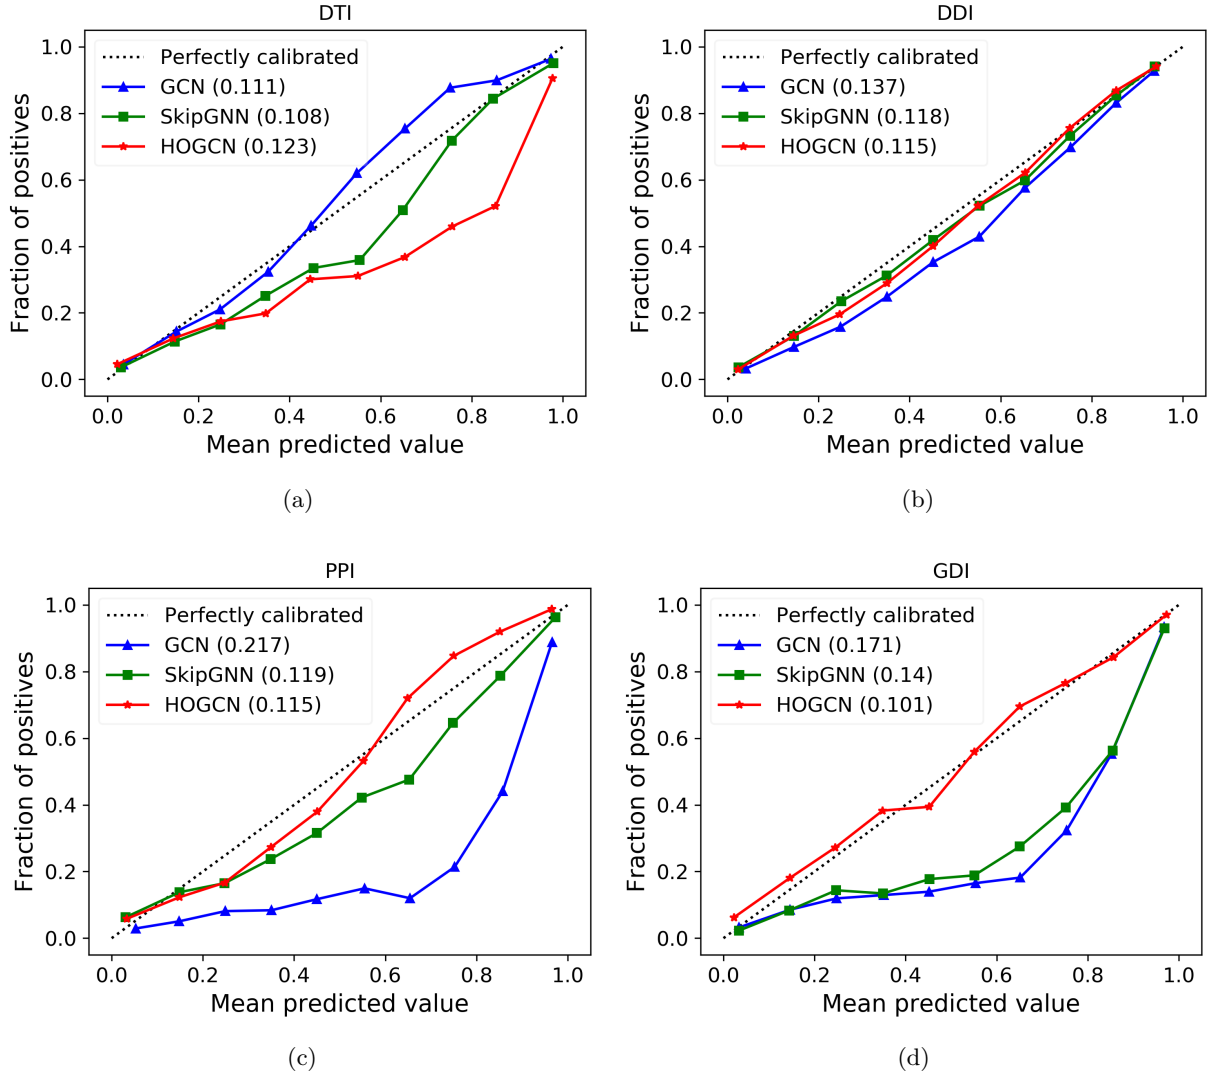 DTI
1.0
0.8
0.6
0.4
0.2
0.0
Fraction of positives
Perfectly calibrated
GCN (0.111)
SkipGNN (0.108)
HOGCN (0.123)
0.0 0.2 0.4 0.6 0.8 1.0
Mean predicted value
(a)
DDI
1.0
0.8
0.6
0.4
0.2
0.0
Fraction of positives
Perfectly calibrated
GCN (0.137)
SkipGNN (0.118)
HOGCN (0.115)
0.0 0.2 0.4 0.6 0.8 1.0
Mean predicted value
(b)
PPI
1.0
0.8
0.6
0.4
0.2
0.0
Fraction of positives
Perfectly calibrated
GCN (0.217)
SkipGNN (0.119)
HOGCN (0.115)
0.0 0.2 0.4 0.6 0.8 1.0
Mean predicted value
(c)
GDI
1.0
0.8
0.6
0.4
0.2
0.0
Fraction of positives
Perfectly calibrated
GCN (0.171)
SkipGNN (0.14)
HOGCN (0.101)
0.0 0.2 0.4 0.6 0.8 1.0
Mean predicted value
(d)